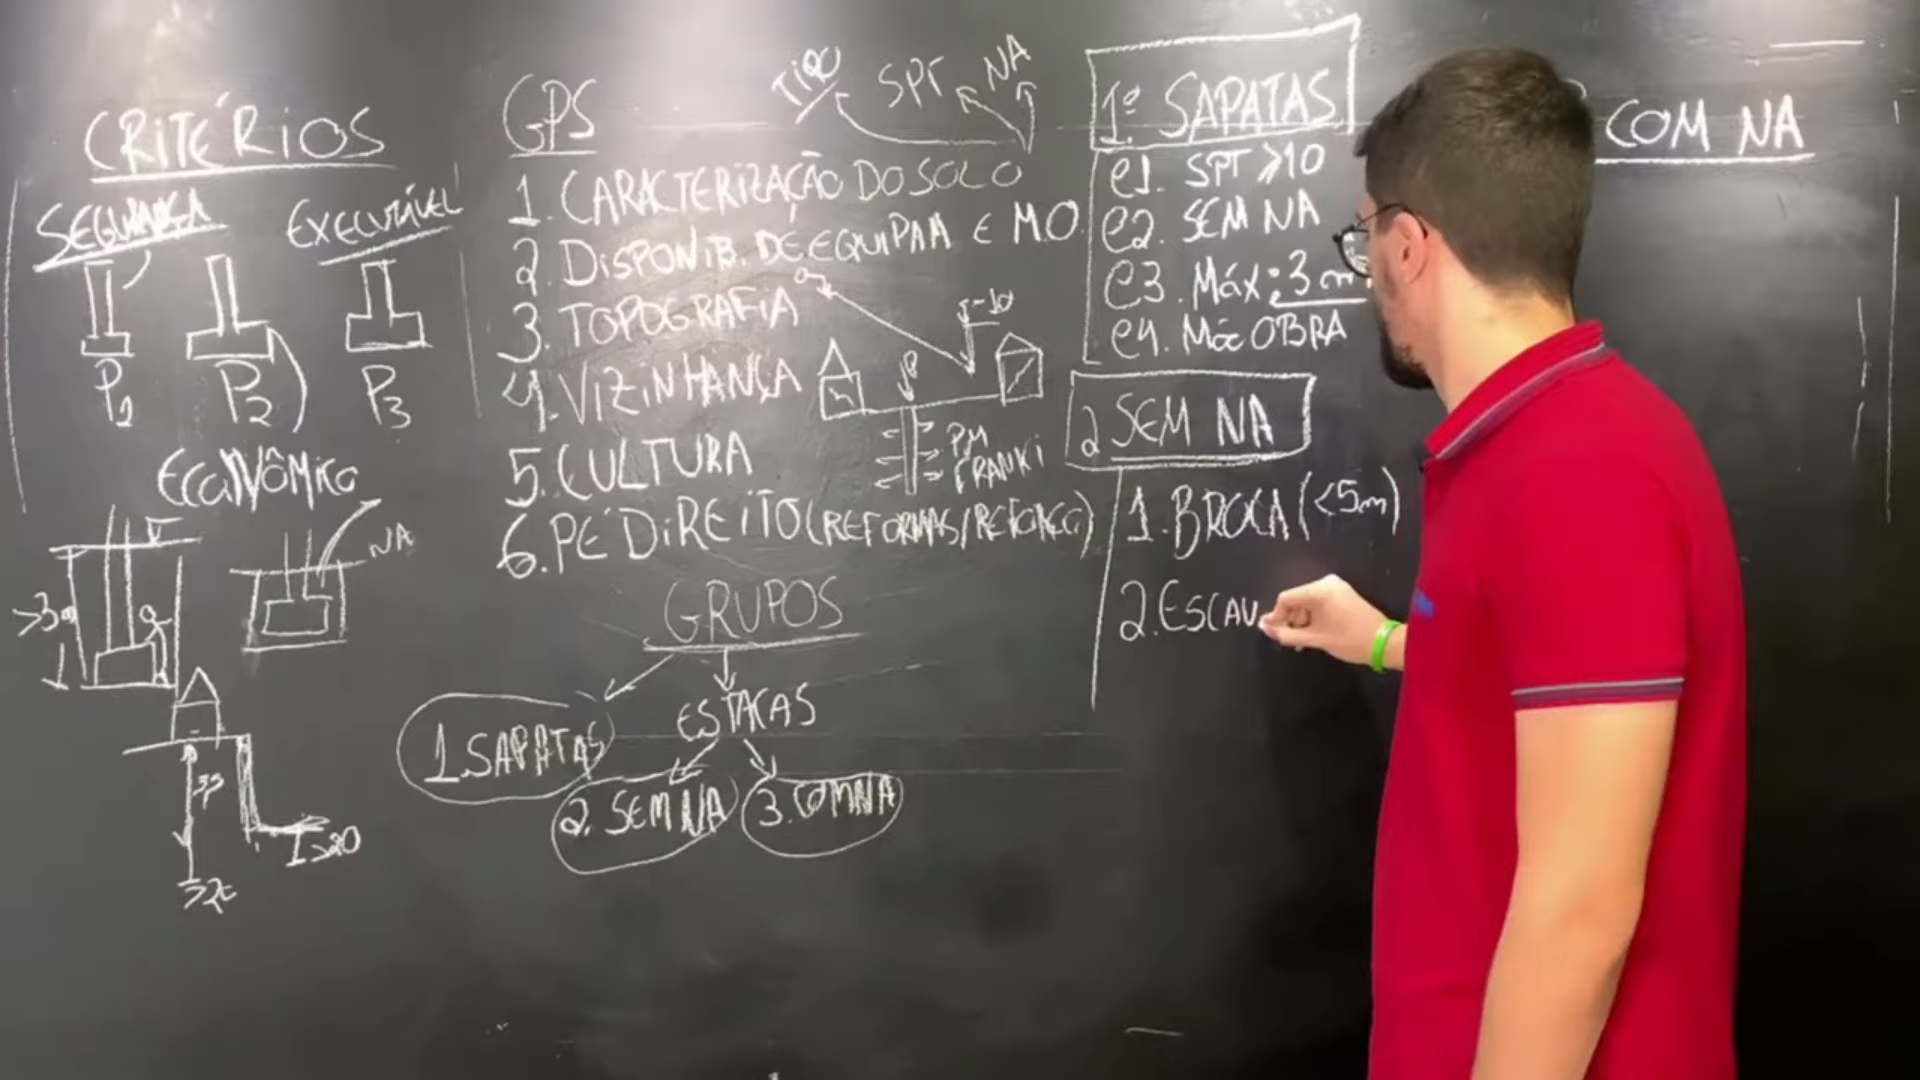 CRITÉRIOS
SEGURANÇA
EXECUTÁVEL
P1
P2
P3
ECONÔMICO
NA
>3m
>20
GPS
TIPO
SPT
NA
1. CARACTERIZAÇÃO DO SOLO
2. DISPONIB. DE EQUIPAM E M.O.
3. TOPOGRAFIA
4. VIZINHANÇA
5. CULTURA
PM
FRANKI
6. PÉ DIREITO (REFORMAS/REFORÇO)
GRUPOS
1. SAPATAS
ESTACAS
2. SEM NA
3. COM NA
1º SAPATAS
e1. SPT ⩾10
e2. SEM NA
e3. Máx: 3 m
e4. Mão OBRA
2 SEM NA
1. BROCA (<5m)
2. ESCAV
COM NA